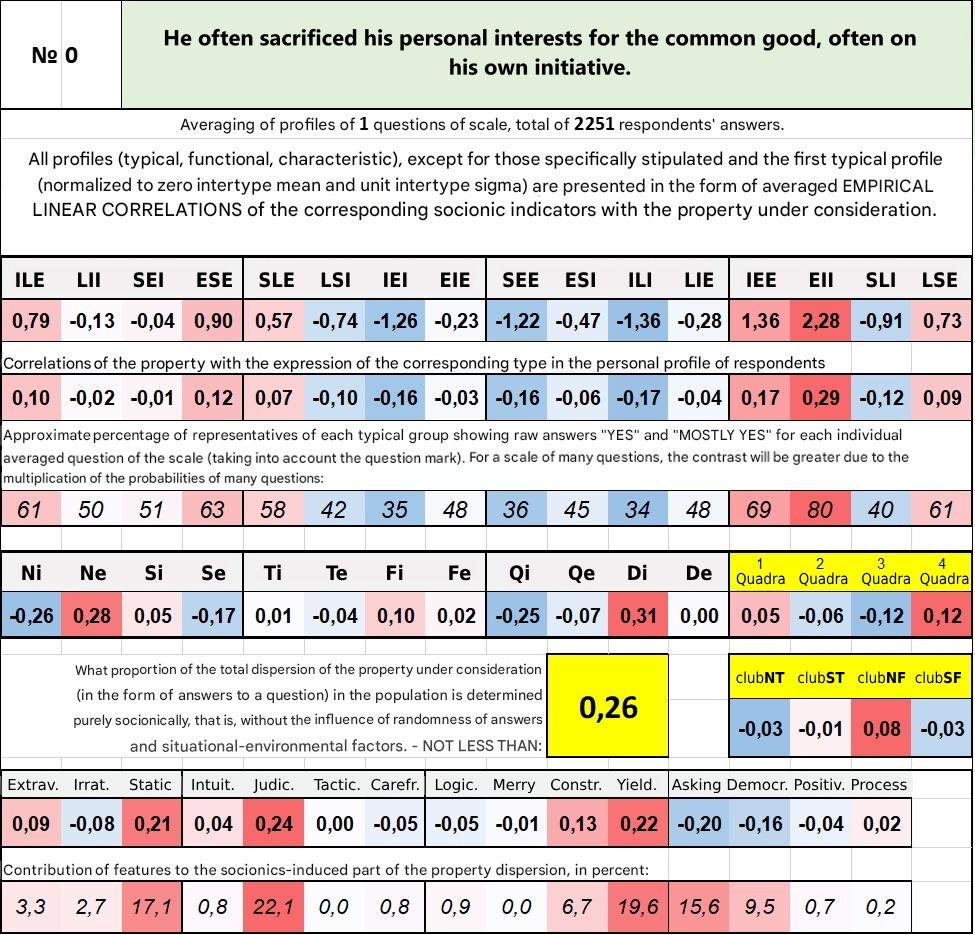 № 0
He often sacrificed his personal interests for the common good, often on
his own initiative.
Averaging of profiles of 1 questions of scale, total of 2251 respondents' answers.
All profiles (typical, functional, characteristic), except for those specifically stipulated and the first typical profile
(normalized to zero intertype mean and unit intertype sigma) are presented in the form of averaged EMPIRICAL
LINEAR CORRELATIONS of the corresponding socionic indicators with the property under consideration.
ILE LII SEI ESE SLE LSI IEI EIE SEE ESI ILI LIE IEE EII SLI LSE
0,79 -0,13 -0,04 0,90 0,57 -0,74 -1,26 -0,23 -1,22 -0,47 -1,36 -0,28 1,36 2,28 -0,91 0,73
Correlations of the property with the expression of the corresponding type in the personal profile of respondents
0,10 -0,02 -0,01 0,12 0,07 -0,10 -0,16 -0,03 -0,16 -0,06 -0,17 -0,04 0,17 0,29 -0,12 0,09
Approximate percentage of representatives of each typical group showing raw answers "YES" and "MOSTLY YES" for each individual
averaged question of the scale (taking into account the question mark). For a scale of many questions, the contrast will be greater due to the
multiplication of the probabilities of many questions:
61 50 51 63 58 42 35 48 36 45 34 48 69 80 40 61
Ni Ne Si Se Ti Te Fi Fe Qi Qe Di De 1 Quadra 2 Quadra 3 Quadra 4 Quadra
-0,26 0,28 0,05 -0,17 0,01 -0,04 0,10 0,02 -0,25 -0,07 0,31 0,00 0,05 -0,06 -0,12 0,12
What proportion of the total dispersion of the property under consideration
(in the form of answers to a question) in the population is determined
purely socionically, that is, without the influence of randomness of answers
and situational-environmental factors. - NOT LESS THAN:
0,26
clubNT clubST clubNF clubSF
-0,03 -0,01 0,08 -0,03
Extrav. Irrat. Static Intuit. Judic. Tactic. Carefr. Logic. Merry Constr. Yield. Asking Democr. Positiv. Process
0,09 -0,08 0,21 0,04 0,24 0,00 -0,05 -0,05 -0,01 0,13 0,22 -0,20 -0,16 -0,04 0,02
Contribution of features to the socionics-induced part of the property dispersion, in percent:
3,3 2,7 17,1 0,8 22,1 0,0 0,8 0,9 0,0 6,7 19,6 15,6 9,5 0,7 0,2